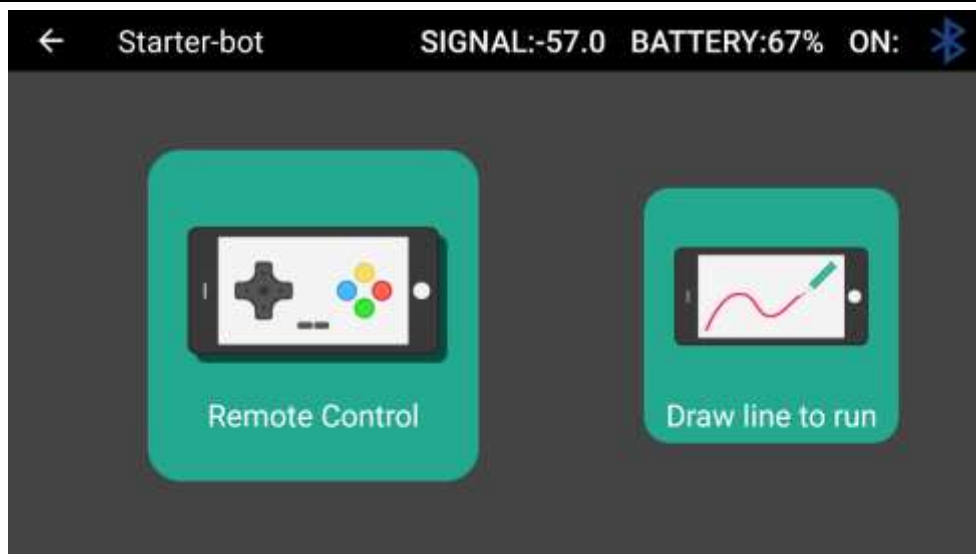 Starter-bot SIGNAL:-57.0 BATTERY:67% ON:
Remote Control
Draw line to run